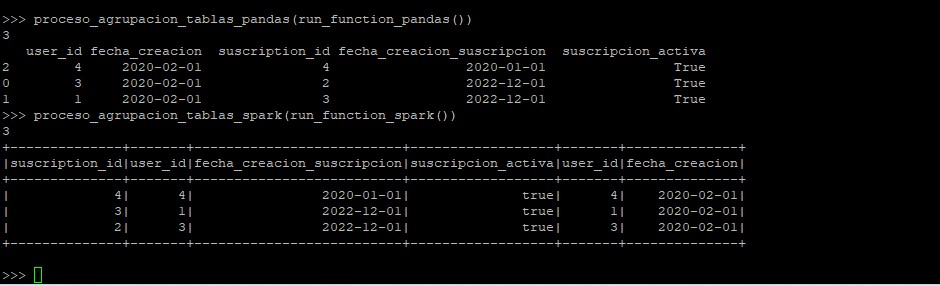 >>> proceso_agrupacion_tablas_pandas(run_function_pandas())
3
   user_id fecha_creacion  suscription_id fecha_creacion_suscripcion  suscripcion_activa
2        4     2020-02-01               4                 2020-01-01                True
0        3     2020-02-01               2                 2022-12-01                True
1        1     2020-02-01               3                 2022-12-01                True
>>> proceso_agrupacion_tablas_spark(run_function_spark())
3
+--------------+-------+--------------------------+------------------+-------+--------------+
|suscription_id|user_id|fecha_creacion_suscripcion|suscripcion_activa|user_id|fecha_creacion|
+--------------+-------+--------------------------+------------------+-------+--------------+
|             4|      4|                2020-01-01|              true|      4|    2020-02-01|
|             3|      1|                2022-12-01|              true|      1|    2020-02-01|
|             2|      3|                2022-12-01|              true|      3|    2020-02-01|
+--------------+-------+--------------------------+------------------+-------+--------------+
>>>